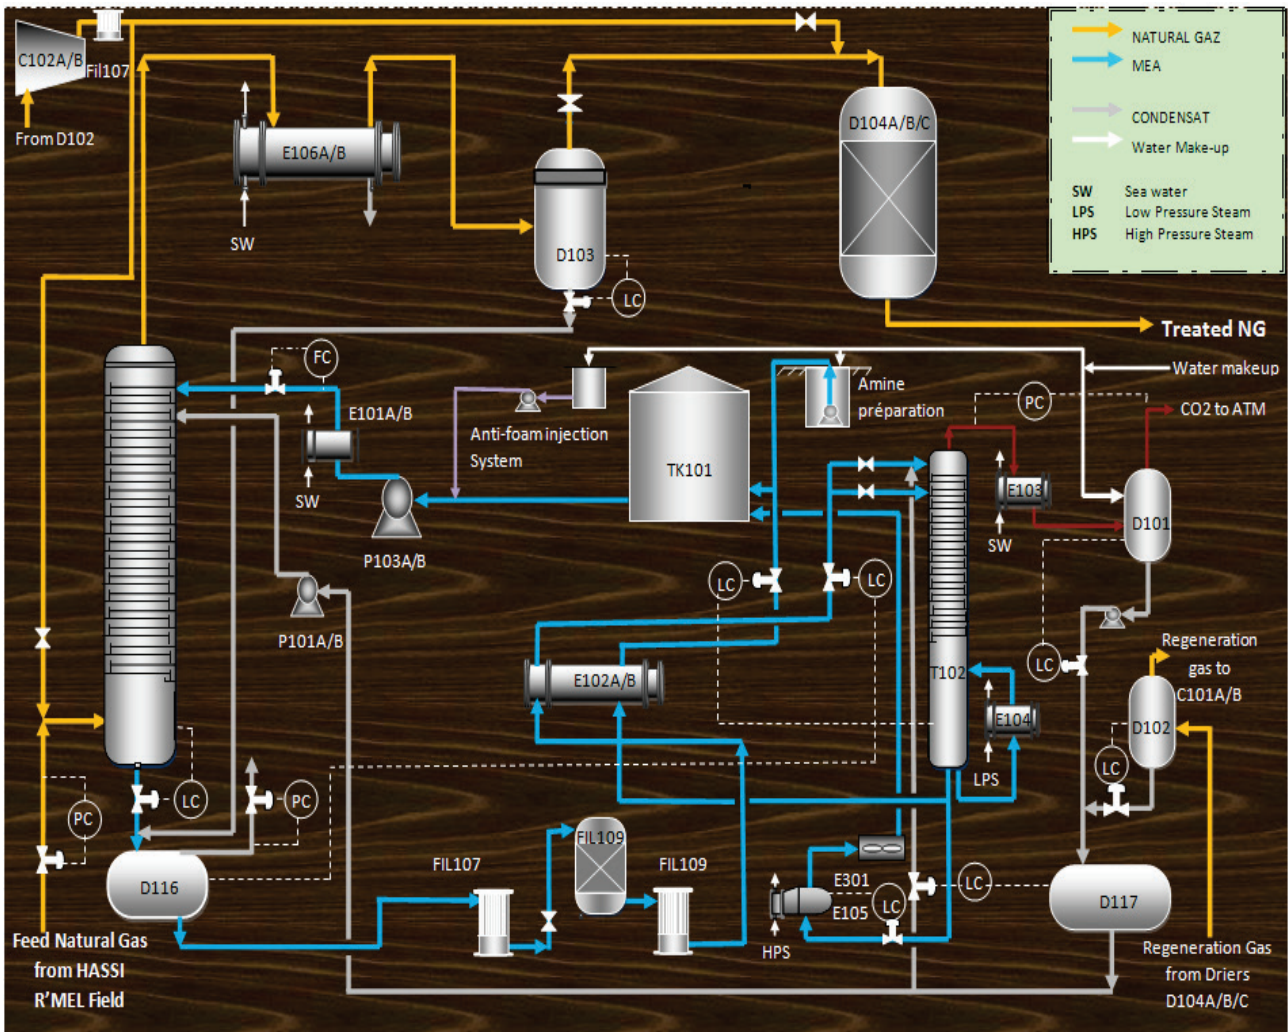 C102A/B
Fil107
From D102
E106A/B
SW
D103
LC
D104A/B/C
NATURAL GAZ
MEA
CONDENSAT
Water Make-up
SW Sea water
LPS Low Pressure Steam
HPS High Pressure Steam
Treated NG
FC
E101A/B
SW
P103A/B
P101A/B
Anti-foam injection
System
TK101
Amine
préparation
Water makeup
PC
CO2 to ATM
E103
SW
D101
LC
LC
LC
Regeneration
gas to
C101A/B
E102A/B
T102
E104
LPS
D102
LC
LC
PC
PC
D116
FIL107
FIL109
FIL109
E301
E105
LC
HPS
LC
D117
Feed Natural Gas
from HASSI
R'MEL Field
Regeneration Gas
from Driers
D104A/B/C